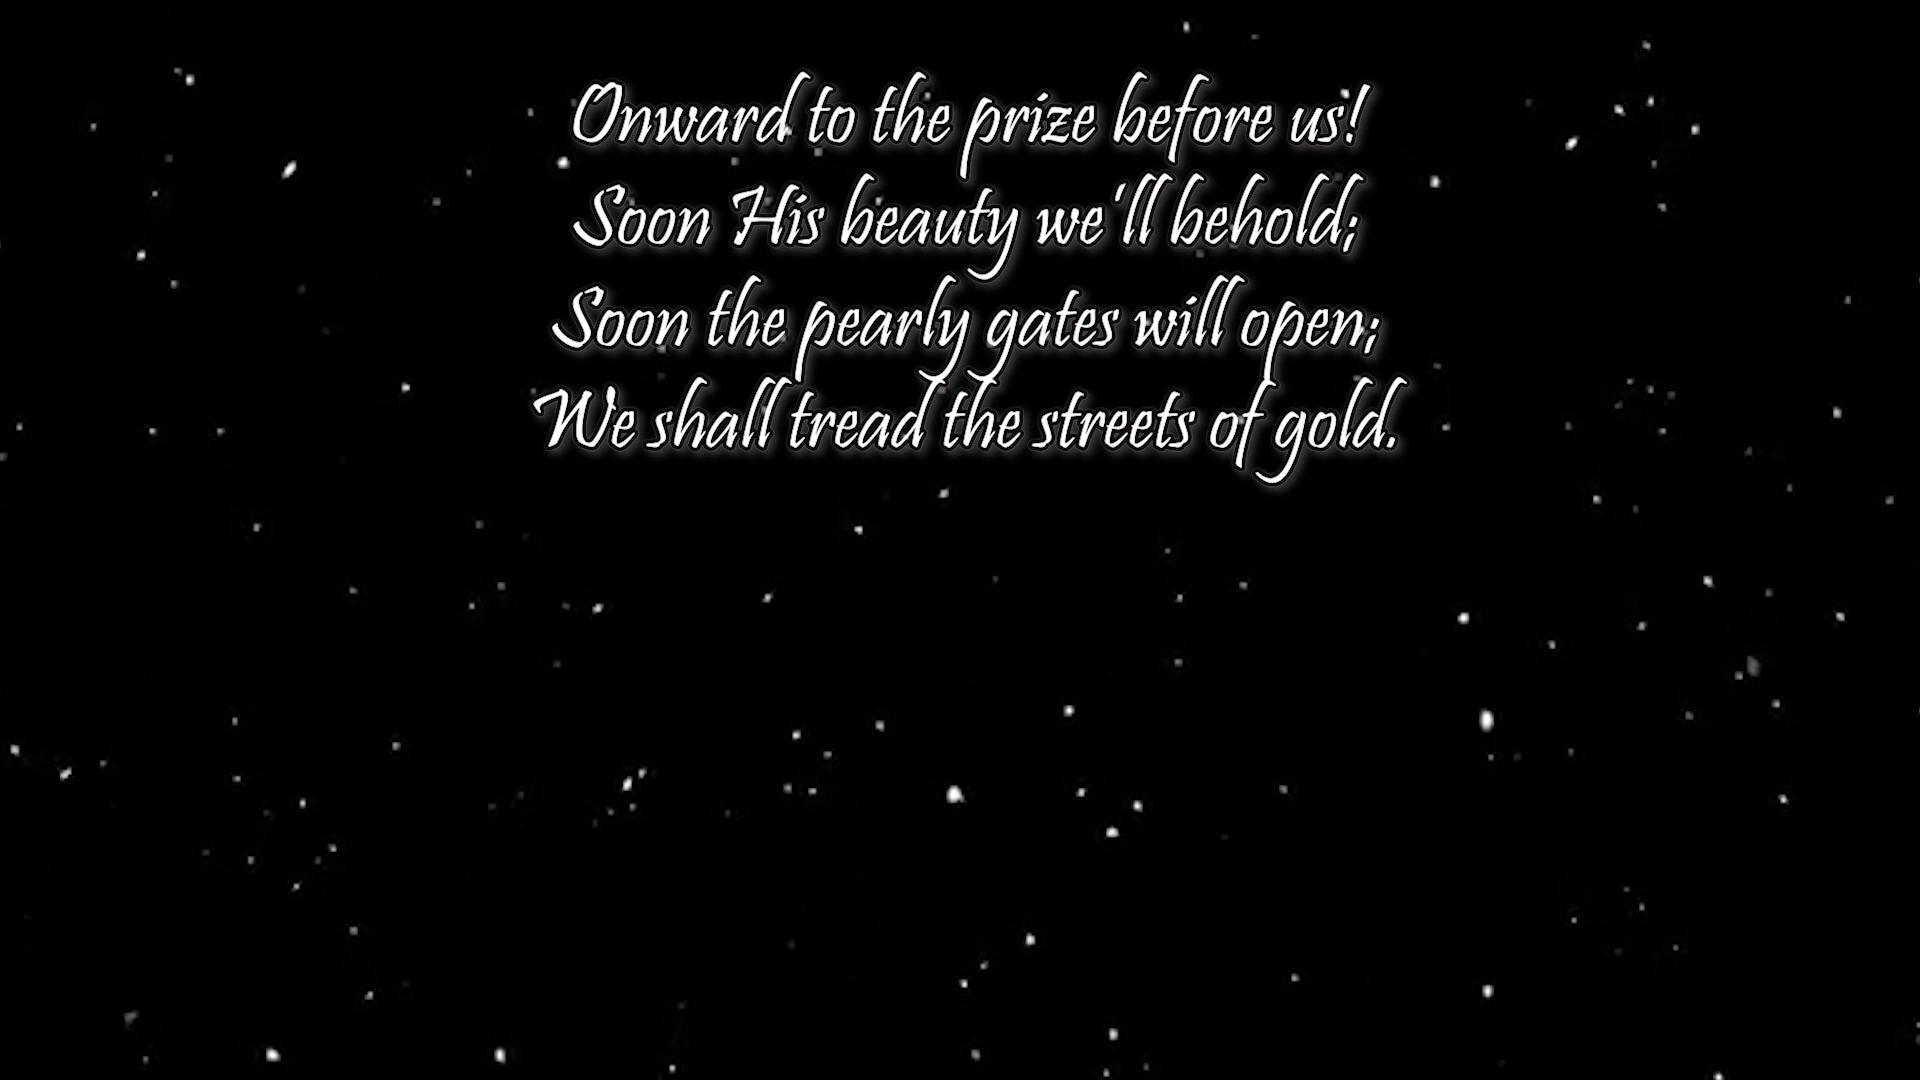 Onward to the prize before us!
Soon His beauty we'll behold;
Soon the pearly gates will open;
We shall tread the streets of gold.